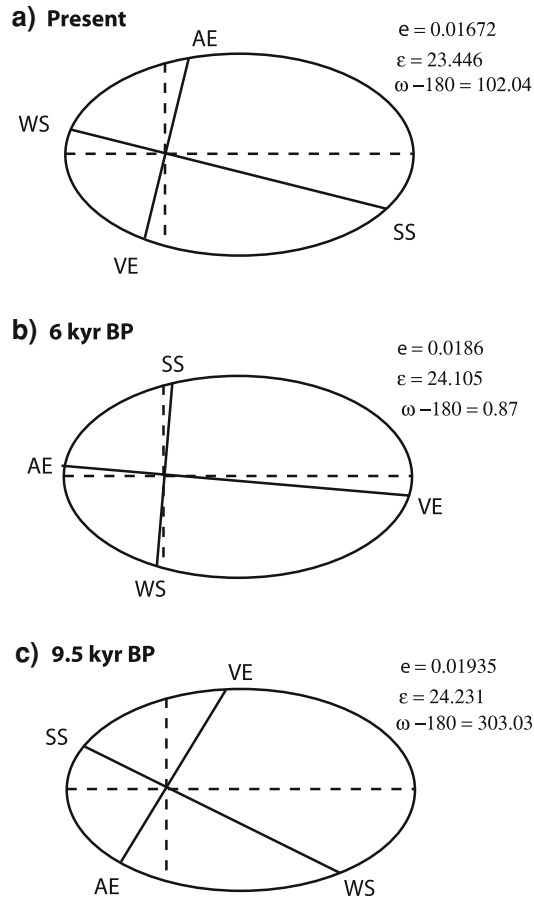 a) Present
e = 0.01672
ε = 23.446
ω −180 = 102.04
AE
WS
SS
VE
b) 6 kyr BP
e = 0.0186
ε = 24.105
ω −180 = 0.87
SS
AE
VE
WS
c) 9.5 kyr BP
e = 0.01935
ε = 24.231
ω −180 = 303.03
VE
SS
AE
WS